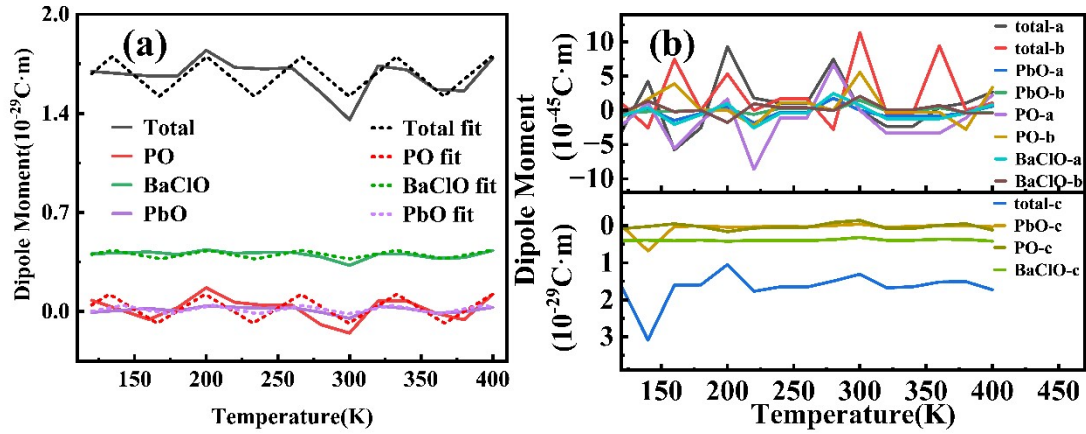 (a)
2.0
1.4
0.7
0.0
Dipole Moment(10⁻²⁹C·m)
Total
PO
BaClO
PbO
Total fit
PO fit
BaClO fit
PbO fit
150 200 250 300 350 400
Temperature(K)
(b)
10
5
0
−5
−10
0
1
2
3
Dipole Moment
(10⁻⁴⁵C·m)
(10⁻²⁹C·m)
total-a
total-b
PbO-a
PbO-b
PO-a
PO-b
BaClO-a
BaClO-b
total-c
PbO-c
PO-c
BaClO-c
150 200 250 300 350 400 450
Temperature(K)